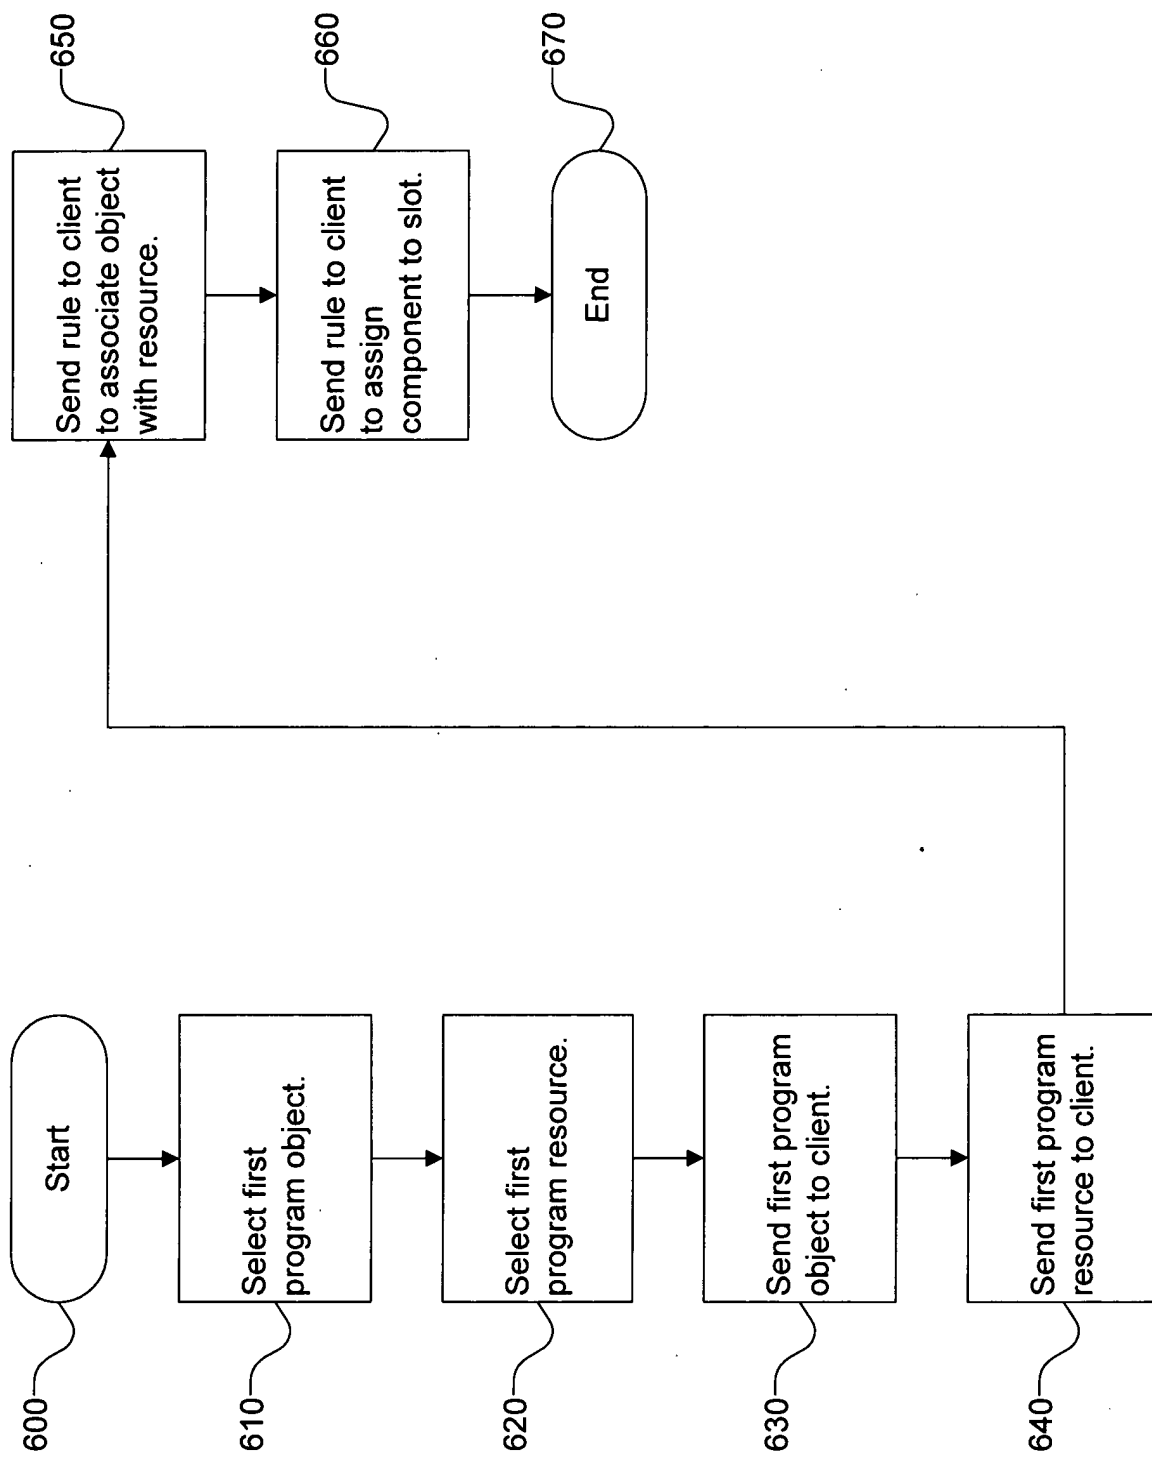 600
Start
610
Select first
program object.
620
Select first
program resource.
630
Send first program
object to client.
640
Send first program
resource to client.
650
Send rule to client
to associate object
with resource.
660
Send rule to client
to assign
component to slot.
670
End